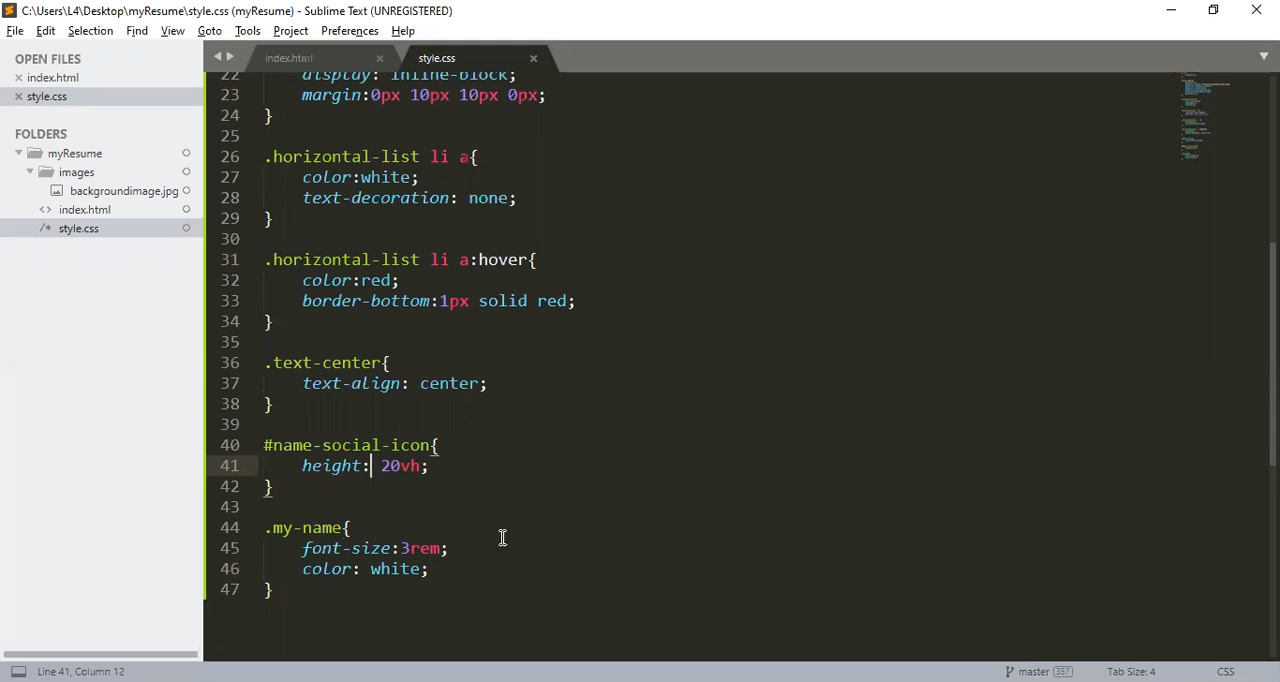 C:\Users\L4\Desktop\myResume\style.css (myResume) - Sublime Text (UNREGISTERED)
File Edit Selection Find View Goto Tools Project Preferences Help
OPEN FILES
index.html
style.css
FOLDERS
myResume
images
backgroundimage.jpg
<> index.html
/* style.css
index.html
style.css
22 display: inline-block;
23 margin:0px 10px 10px 0px;
24 }
25
26 .horizontal-list li a{
27 color:white;
28 text-decoration: none;
29 }
30
31 .horizontal-list li a:hover{
32 color:red;
33 border-bottom:1px solid red;
34 }
35
36 .text-center{
37 text-align: center;
38 }
39
40 #name-social-icon{
41 height: 20vh;
42 }
43
44 .my-name{
45 font-size:3rem;
46 color: white;
47 }
Line 41, Column 12
master 357
Tab Size: 4
CSS